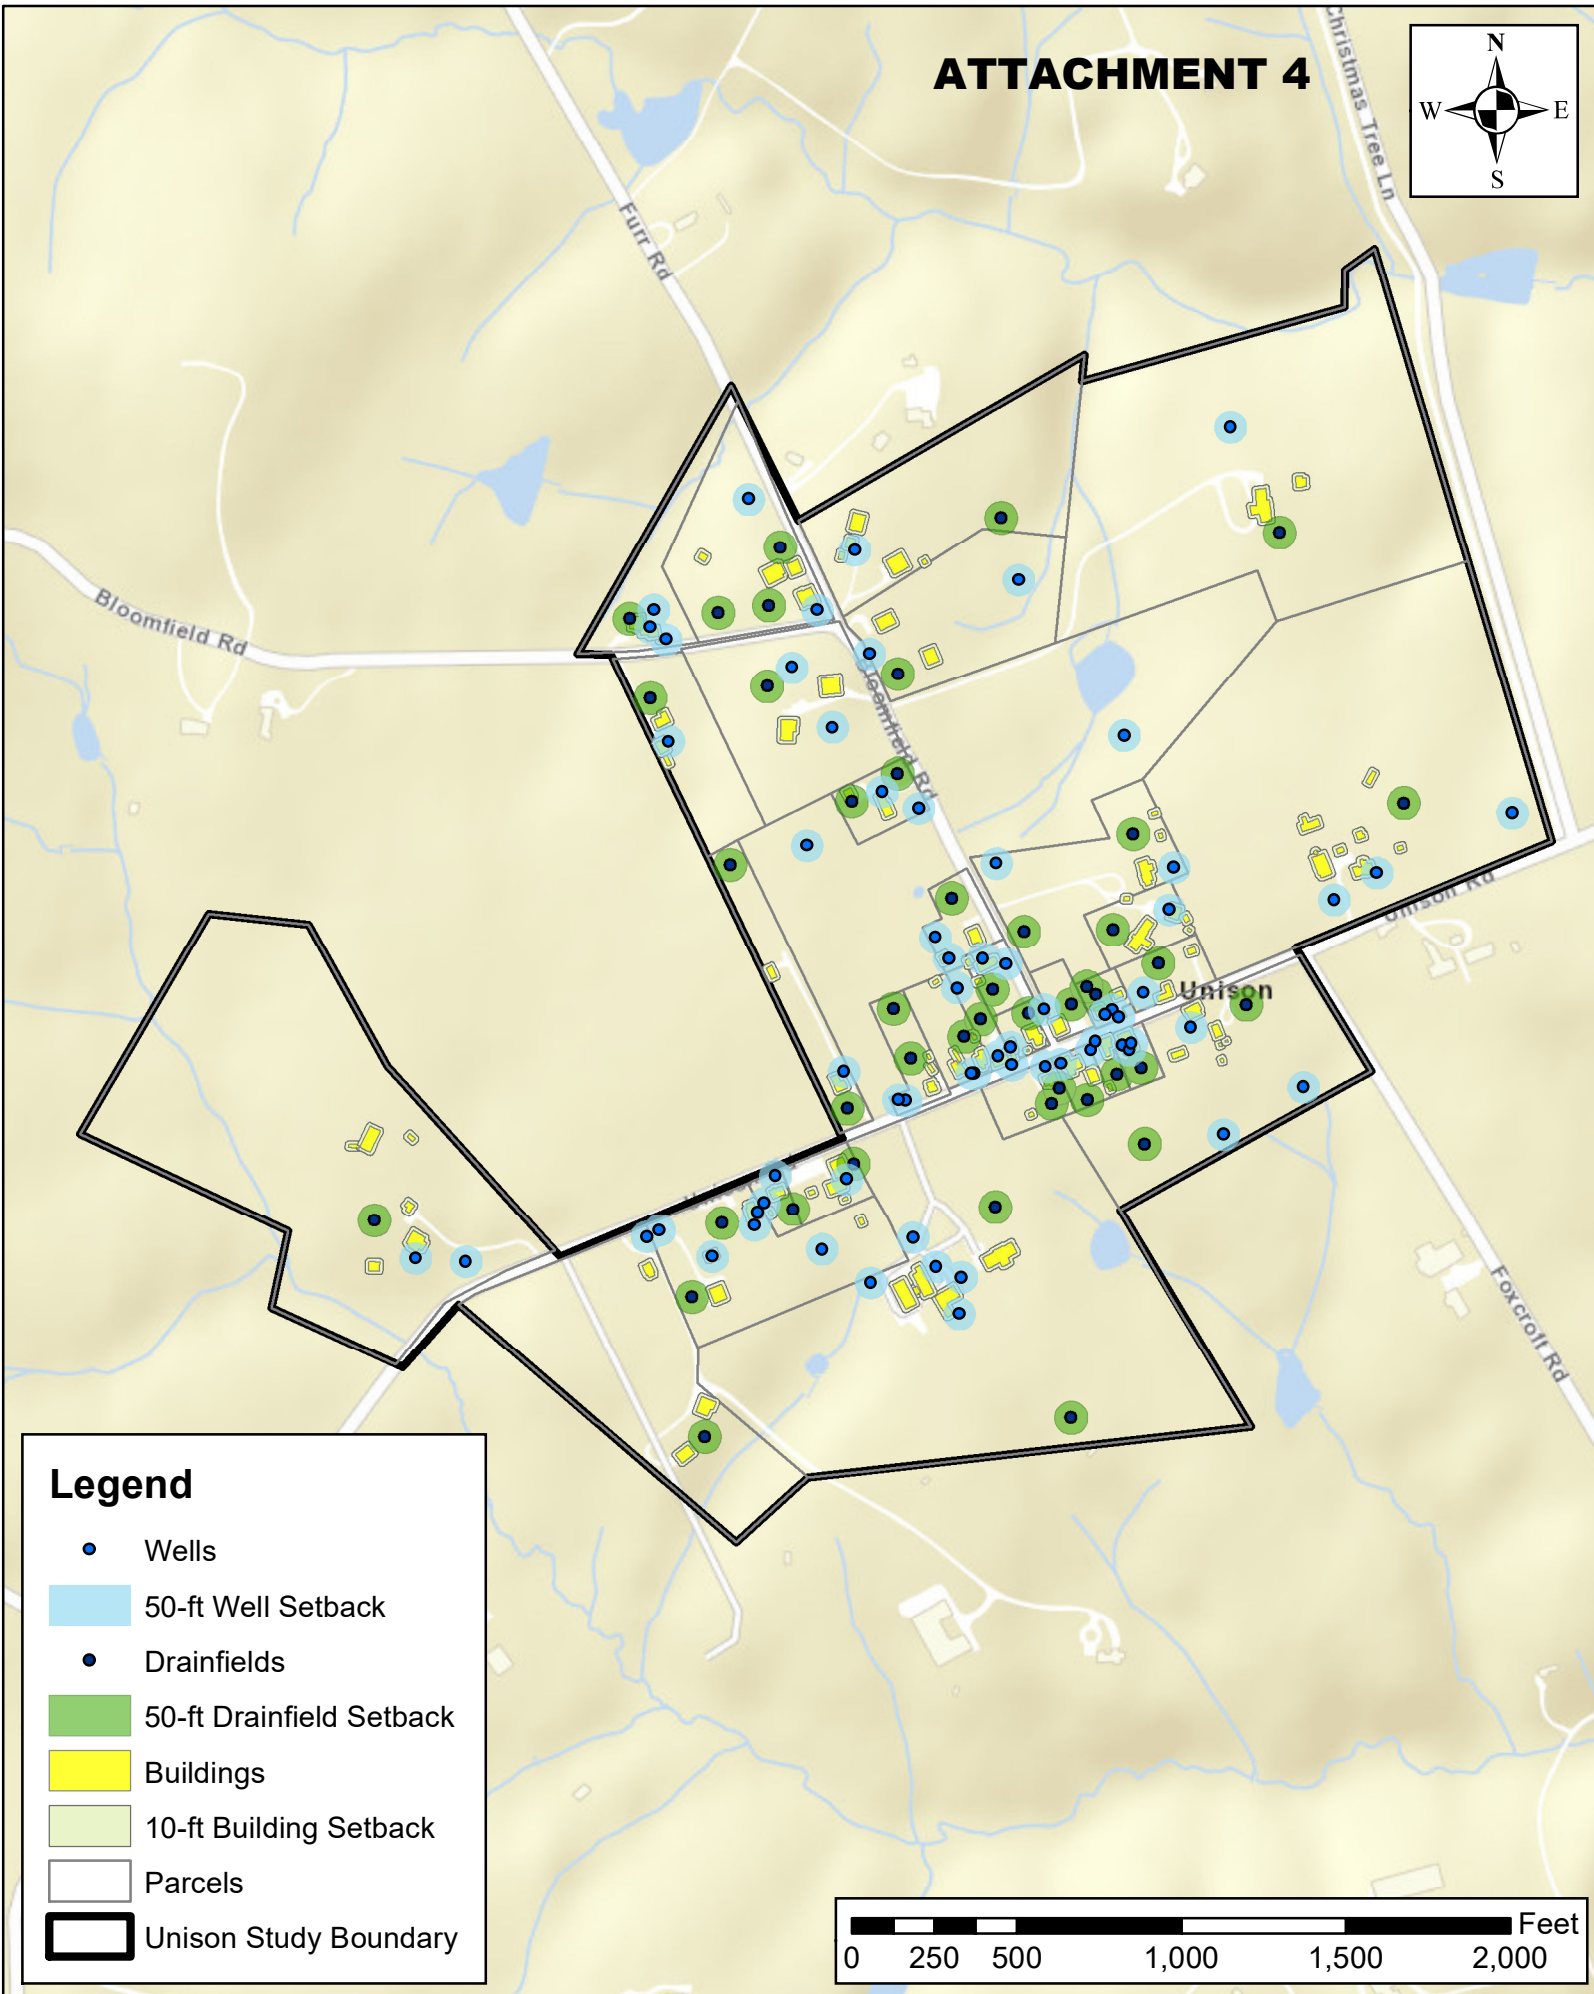 ATTACHMENT 4
N
W E
S
Christmas Tree Ln
Furr Rd
Bloomfield Rd
Bloomfield Rd
Unison Rd
Unison
Foxcroft Rd
Legend
Wells
50-ft Well Setback
Drainfields
50-ft Drainfield Setback
Buildings
10-ft Building Setback
Parcels
Unison Study Boundary
Feet
0 250 500 1,000 1,500 2,000